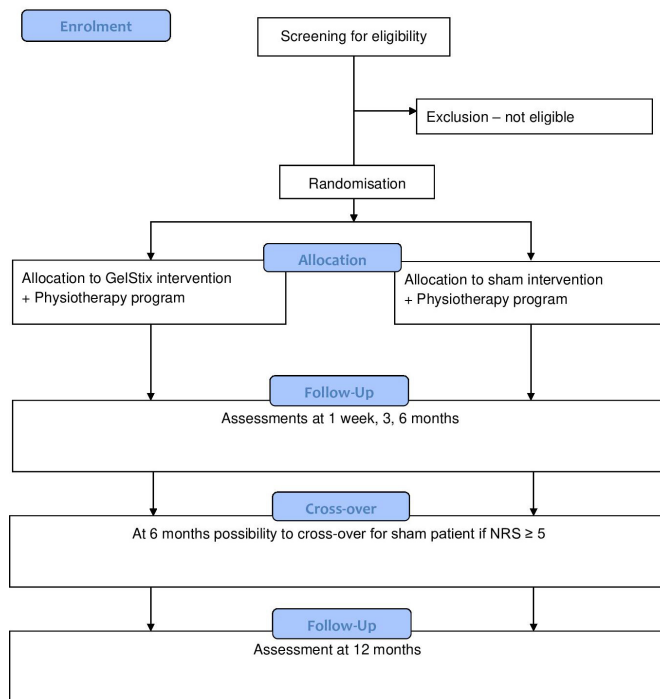 Enrolment
Screening for eligibility
Exclusion – not eligible
Randomisation
Allocation
Allocation to GelStix intervention
+ Physiotherapy program
Allocation to sham intervention
+ Physiotherapy program
Follow-Up
Assessments at 1 week, 3, 6 months
Cross-over
At 6 months possibility to cross-over for sham patient if NRS ≥ 5
Follow-Up
Assessment at 12 months